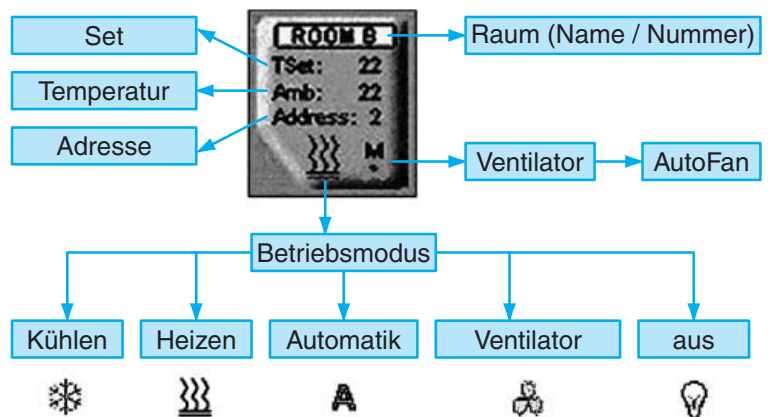 Set
ROOM B
Raum (Name / Nummer)
TSet: 22
Temperatur
Amb: 22
Address: 2
Adresse
M
Ventilator
AutoFan
Betriebsmodus
Kühlen
Heizen
Automatik
Ventilator
aus
A